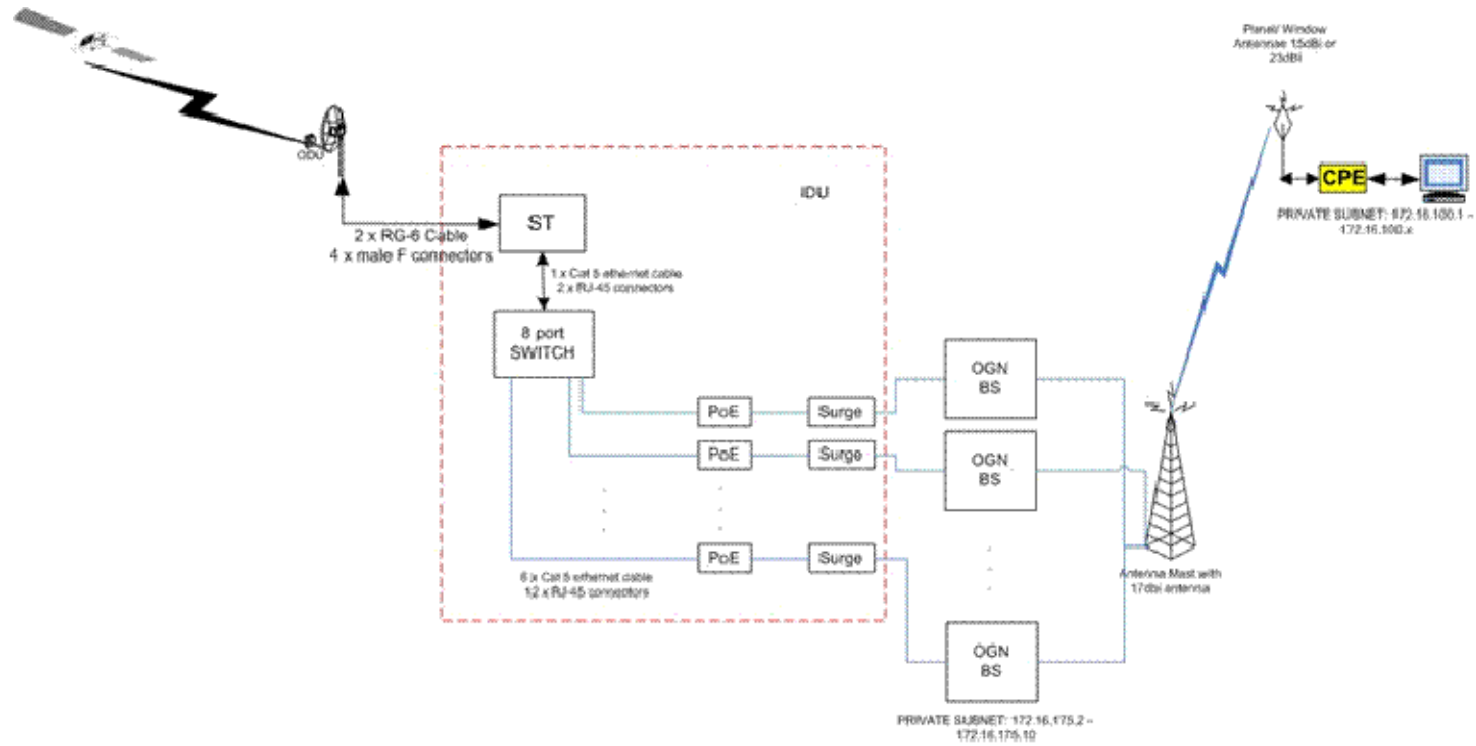 Panel/ Window
Antennae 15dBi or
23dBi
ODU
IDU
ST
CPE
2 x RG-6 Cable
4 x male F connectors
PRIVATE SUBNET: 172.16.100.1 –
172.16.100.x
1 x Cat 5 ethernet cable
2 x RJ-45 connectors
8 port
SWITCH
OGN
BS
PoE
Surge
PoE
Surge
OGN
BS
PoE
Surge
6 x Cat 5 ethernet cable
12 x RJ-45 connectors
Antenna Mast with
17dbi antenna
OGN
BS
PRIVATE SUBNET: 172.16.175.2 –
172.16.175.10